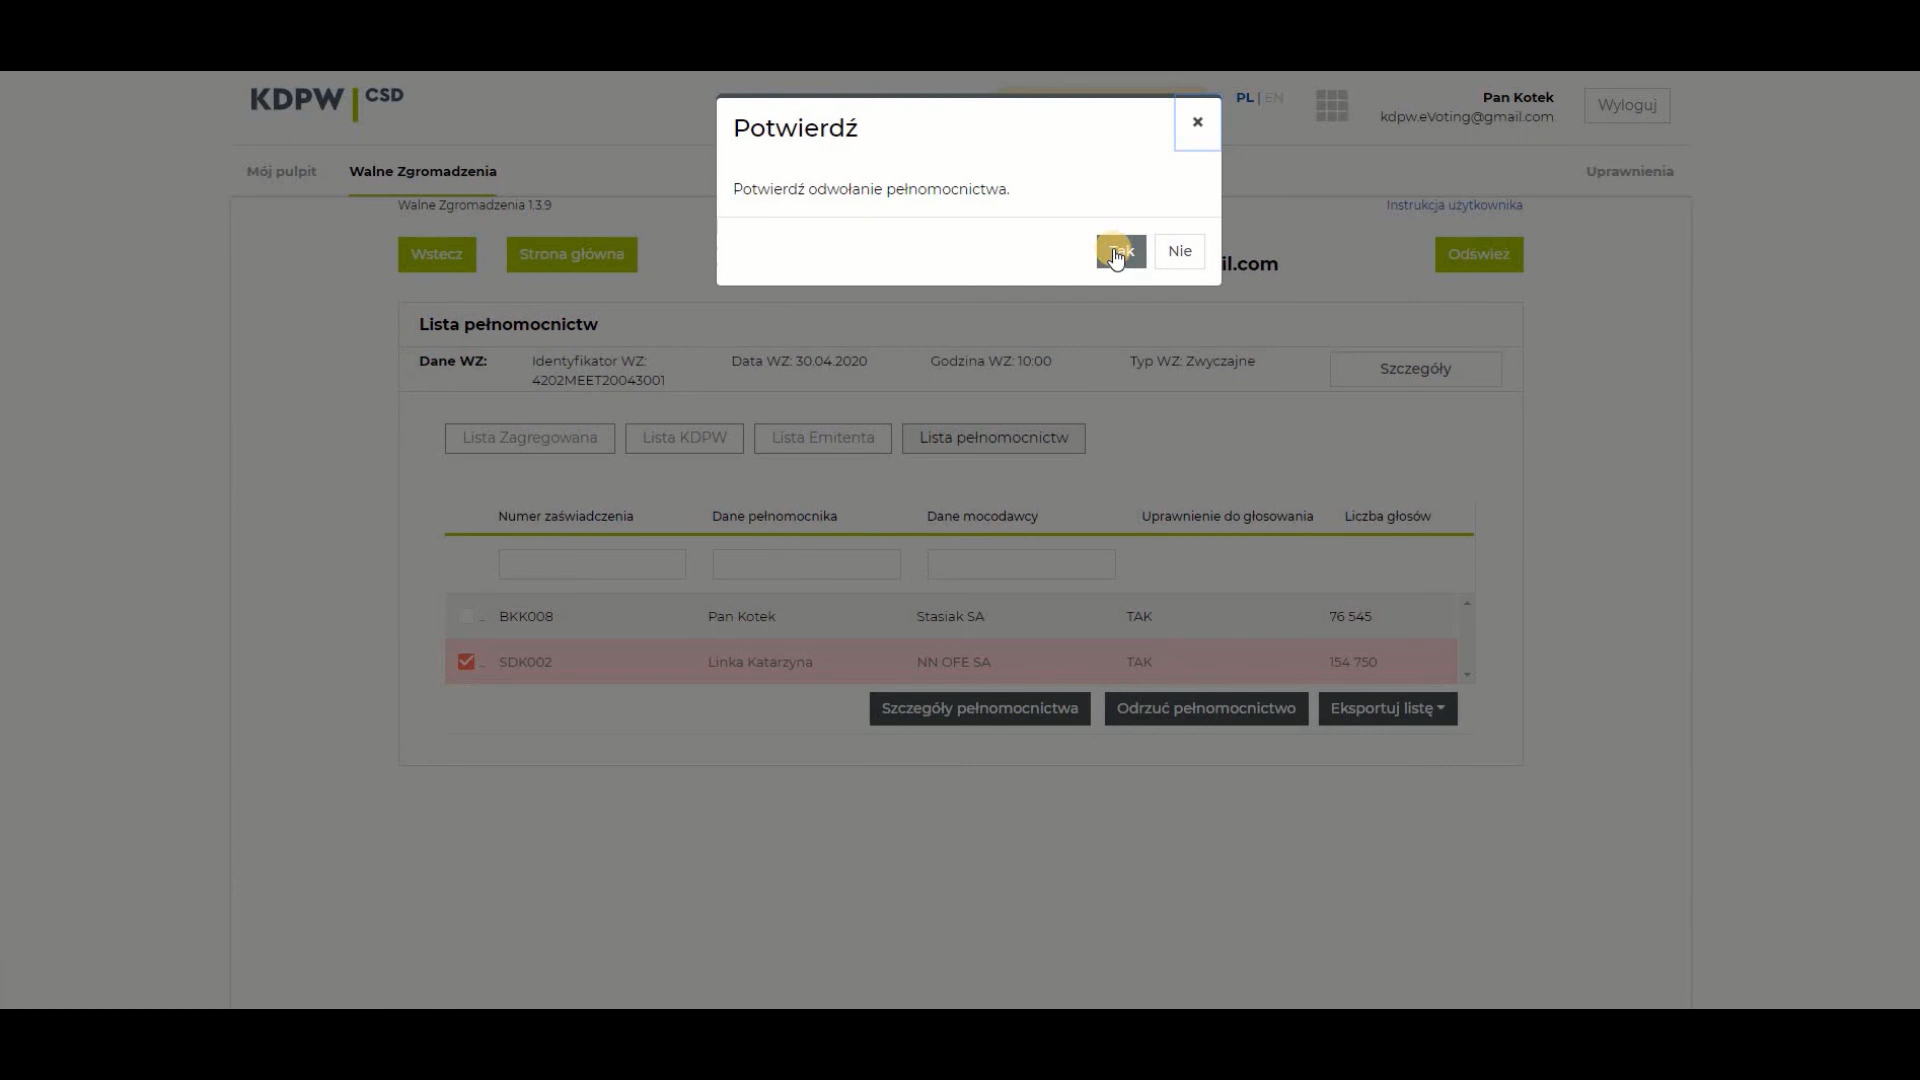 KDPW | CSD
PL | EN
Pan Kotek
kdpw.eVoting@gmail.com
Wyloguj
Mój pulpit
Walne Zgromadzenia
Uprawnienia
Potwierdź
×
Potwierdź odwołanie pełnomocnictwa.
Tak
Nie
Walne Zgromadzenia 1.3.9
Instrukcja użytkownika
Wstecz
Strona główna
il.com
Odśwież
Lista pełnomocnictw
Dane WZ:
Identyfikator WZ:
4202MEET20043001
Data WZ: 30.04.2020
Godzina WZ: 10:00
Typ WZ: Zwyczajne
Szczegóły
Lista Zagregowana
Lista KDPW
Lista Emitenta
Lista pełnomocnictw
Numer zaświadczenia
Dane pełnomocnika
Dane mocodawcy
Uprawnienie do głosowania
Liczba głosów
BKK008 Pan Kotek Stasiak SA TAK 76 545
SDK002 Linka Katarzyna NN OFE SA TAK 154 750
Szczegóły pełnomocnictwa
Odrzuć pełnomocnictwo
Eksportuj listę